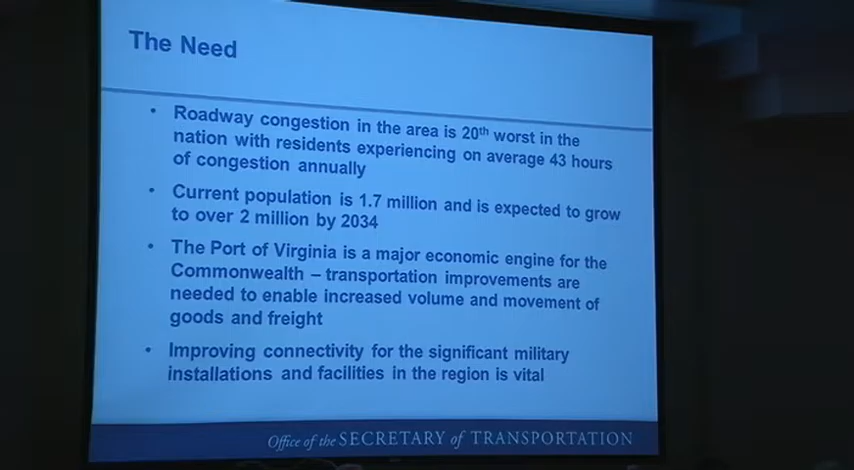 The Need
• Roadway congestion in the area is 20th worst in the
nation with residents experiencing on average 43 hours
of congestion annually
• Current population is 1.7 million and is expected to grow
to over 2 million by 2034
• The Port of Virginia is a major economic engine for the
Commonwealth – transportation improvements are
needed to enable increased volume and movement of
goods and freight
• Improving connectivity for the significant military
installations and facilities in the region is vital
Office of the SECRETARY of TRANSPORTATION